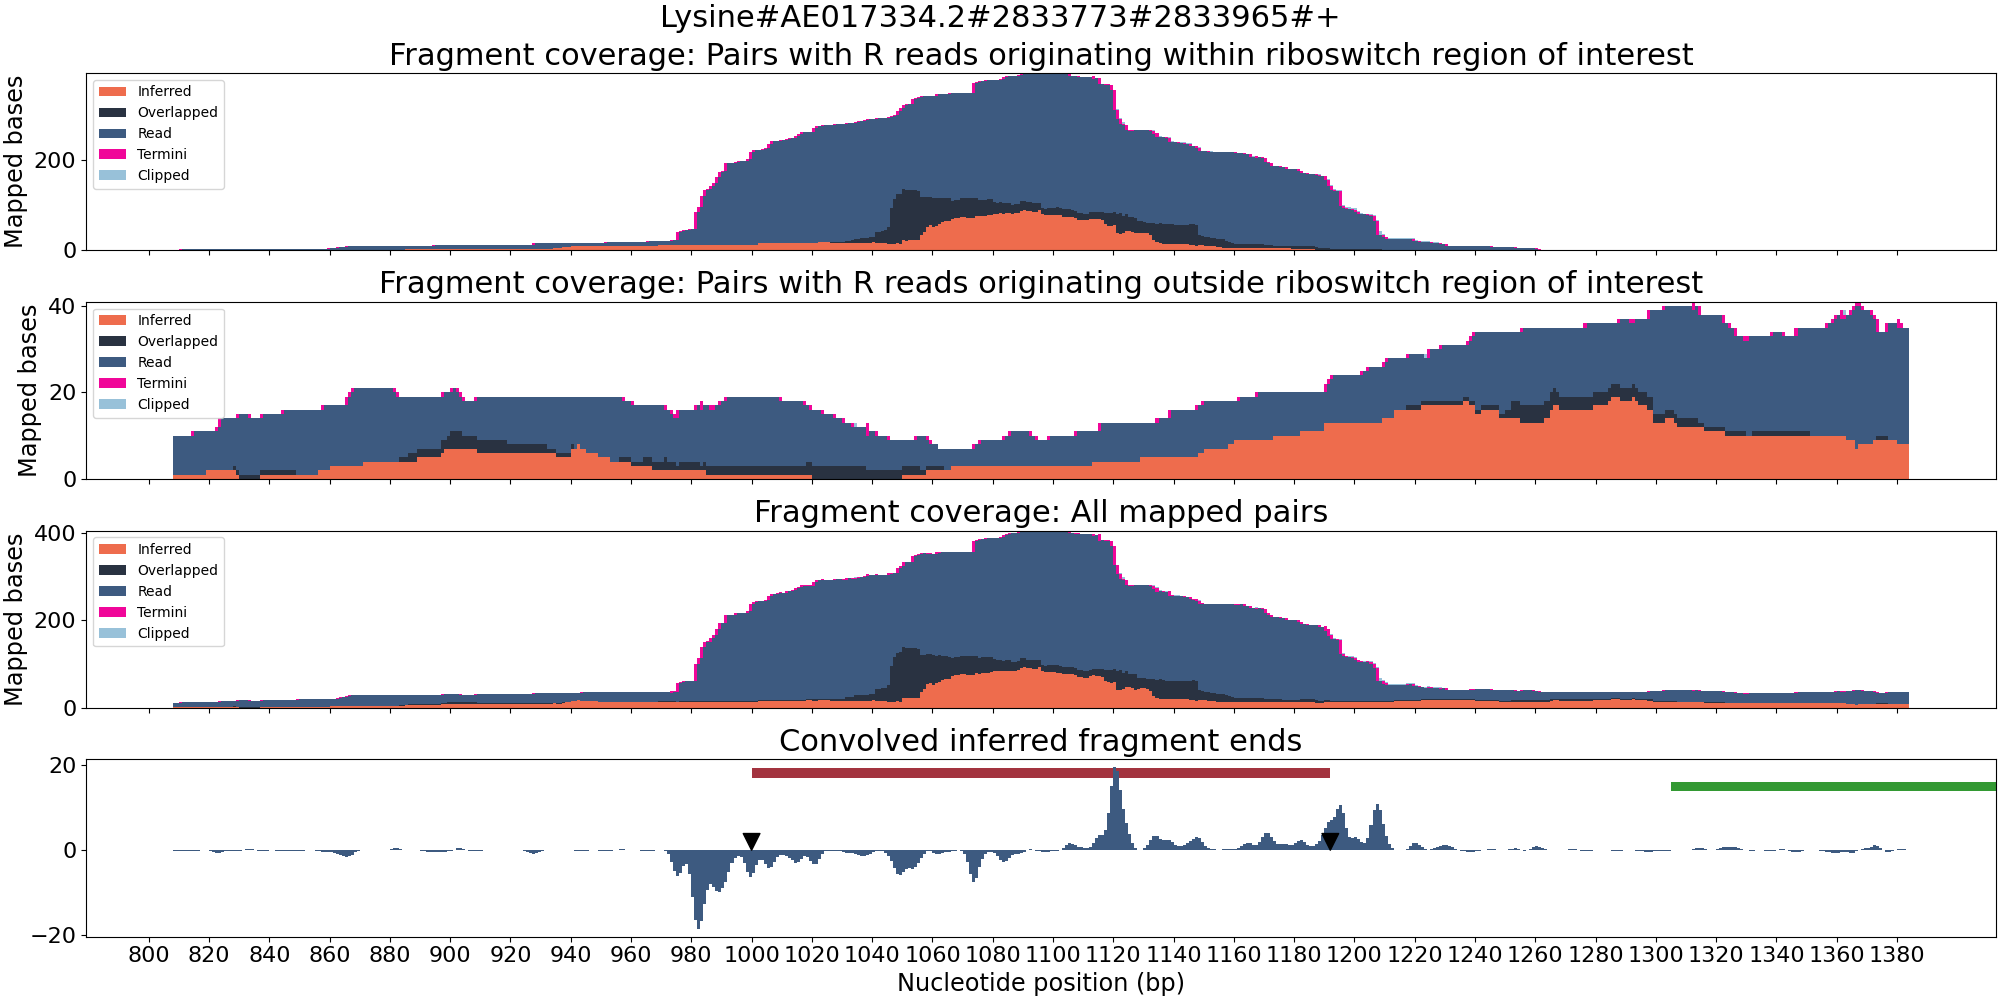 Lysine#AE017334.2#2833773#2833965#+
Fragment coverage: Pairs with R reads originating within riboswitch region of interest
Mapped bases
200
0
Inferred
Overlapped
Read
Termini
Clipped
Fragment coverage: Pairs with R reads originating outside riboswitch region of interest
Mapped bases
40
20
0
Inferred
Overlapped
Read
Termini
Clipped
Fragment coverage: All mapped pairs
Mapped bases
400
200
0
Inferred
Overlapped
Read
Termini
Clipped
Convolved inferred fragment ends
20
0
−20
800 820 840 860 880 900 920 940 960 980 1000 1020 1040 1060 1080 1100 1120 1140 1160 1180 1200 1220 1240 1260 1280 1300 1320 1340 1360 1380
Nucleotide position (bp)